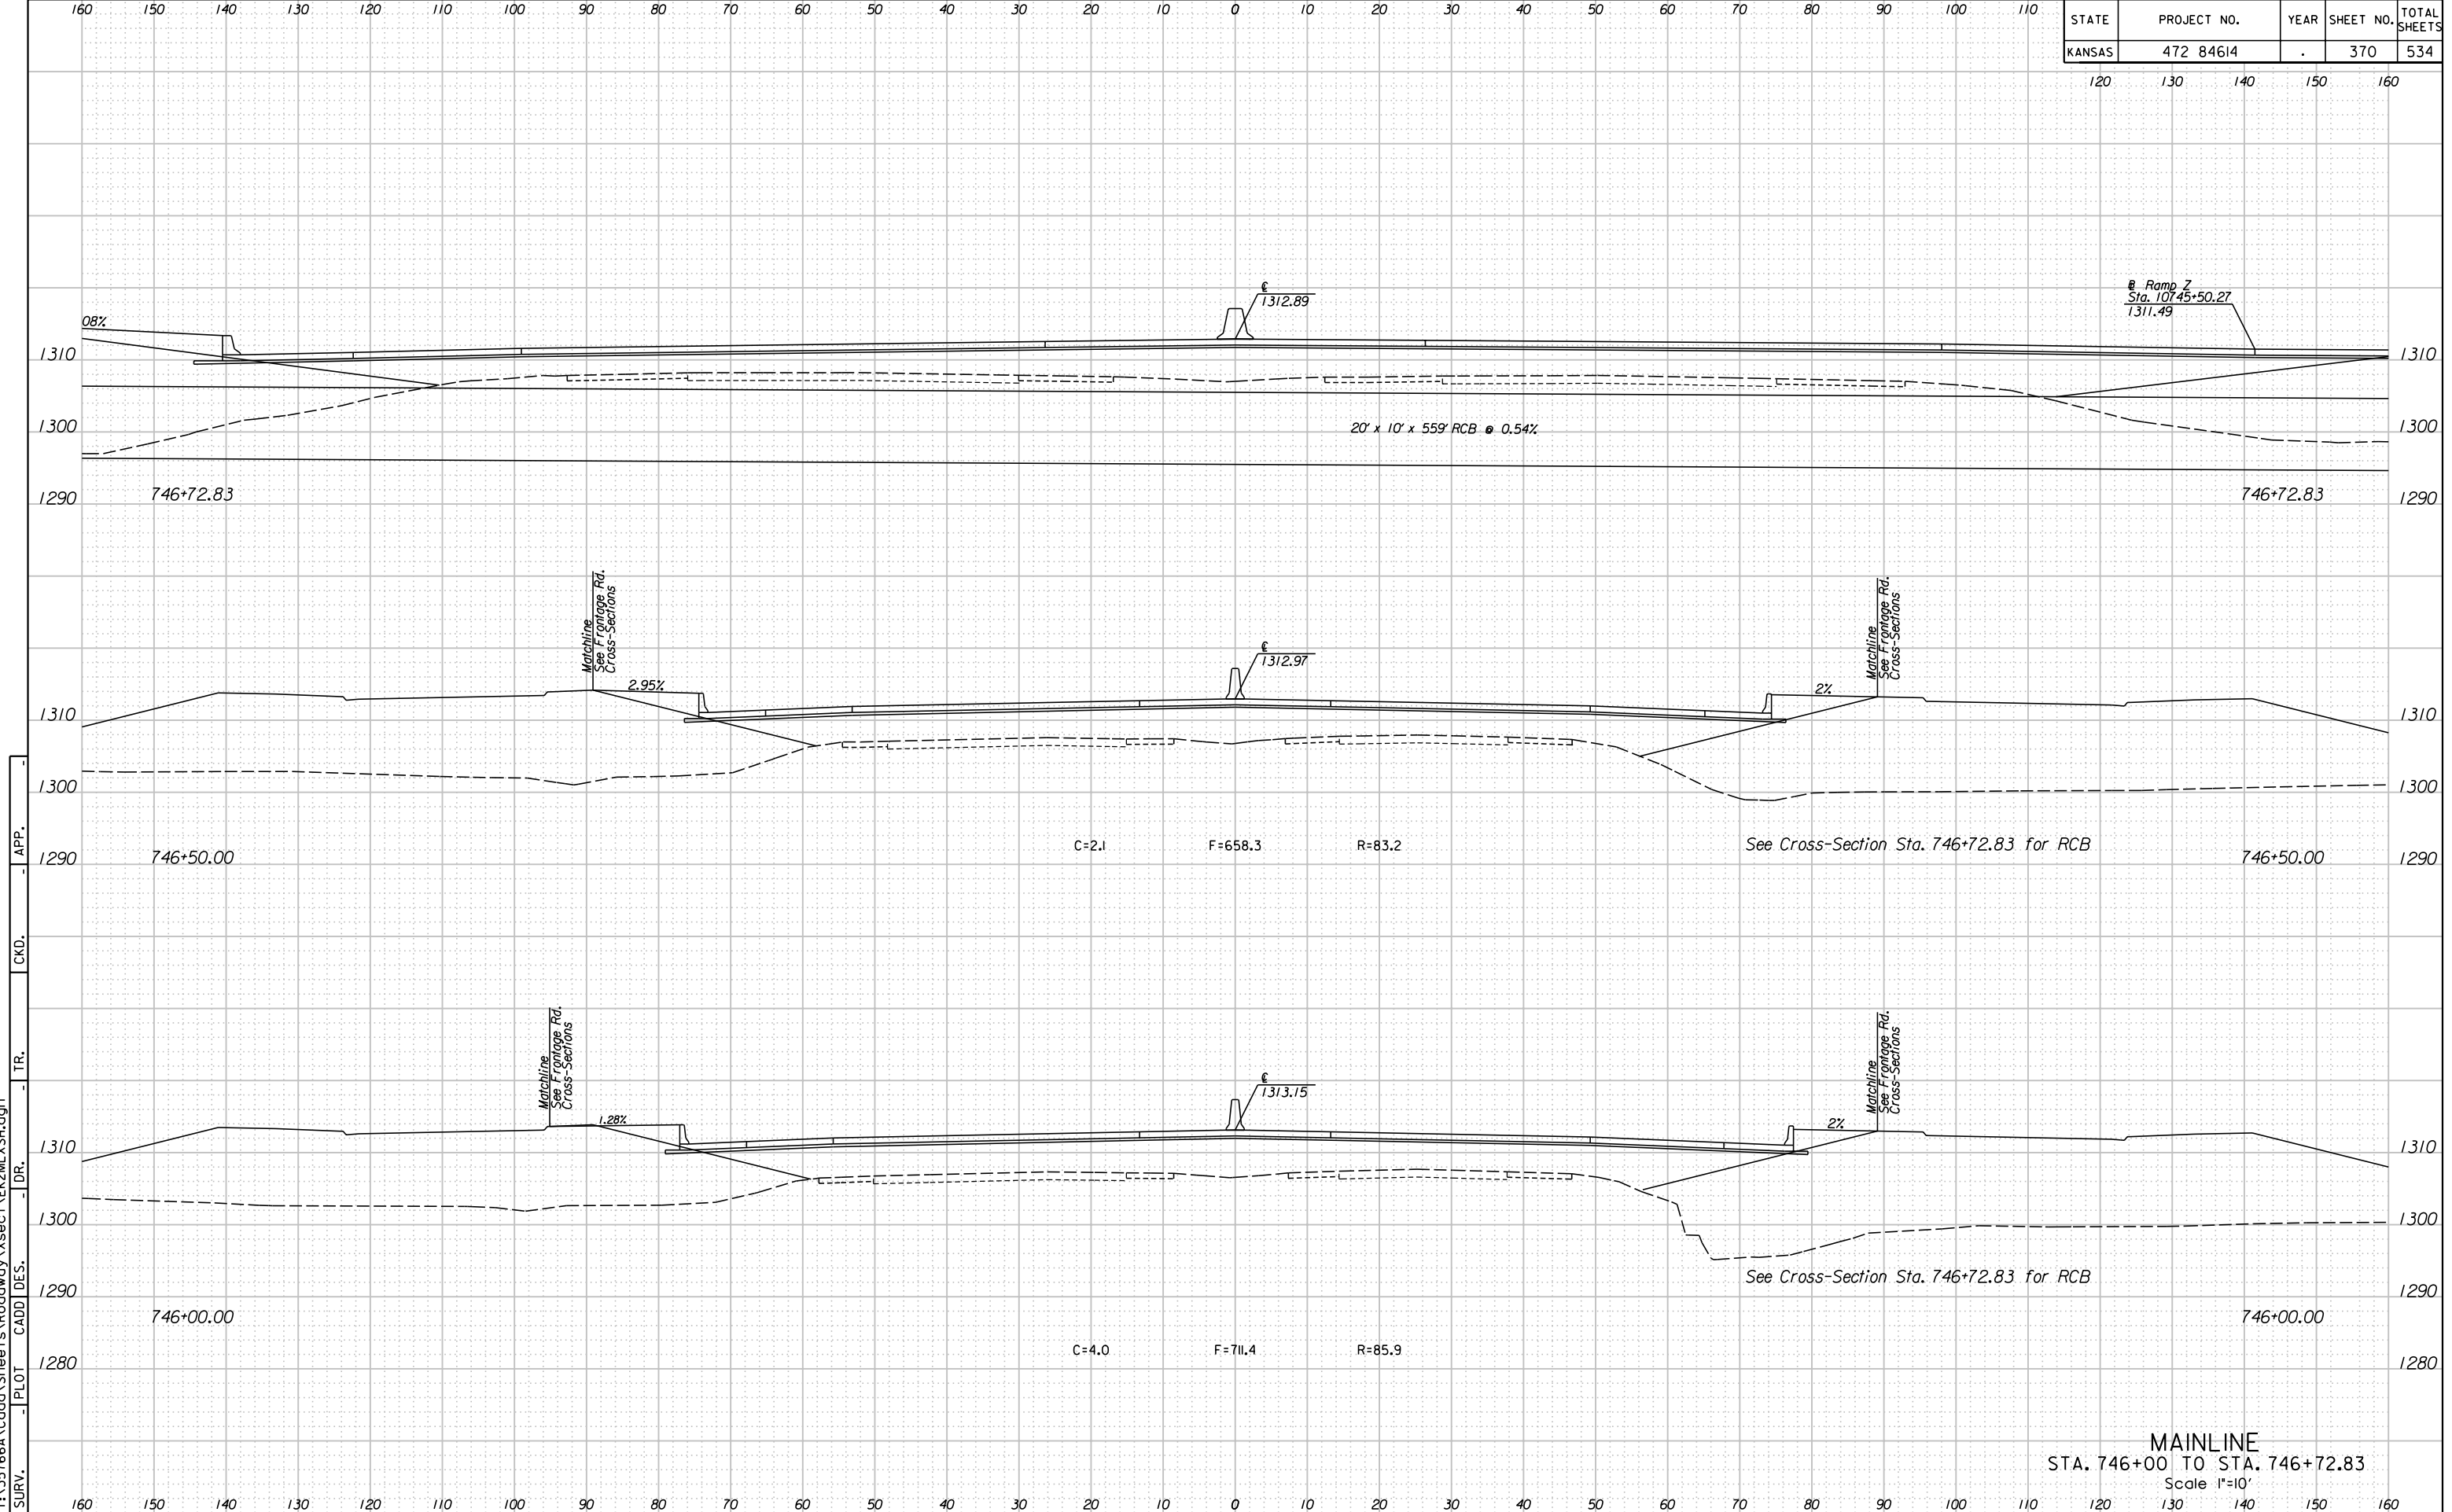 160 150 140 130 120 110 100 90 80 70 60 50 40 30 20 10 0 10 20 30 40 50 60 70 80 90 100 110
STATE PROJECT NO. YEAR SHEET NO. TOTAL SHEETS
KANSAS 472 84614 . 370 534
120 130 140 150 160
℄
1312.89
℄ Ramp Z
Sta. 10745+50.27
1311.49
08%
1310 1310
1300 20' x 10' x 559' RCB @ 0.54% 1300
1290 746+72.83 746+72.83 1290
Matchline
See Frontage Rd.
Cross-Sections
Matchline
See Frontage Rd.
Cross-Sections
℄
1312.97
2.95% 2%
1310 1310
1300 1300
C=2.1 F=658.3 R=83.2 See Cross-Section Sta. 746+72.83 for RCB
1290 746+50.00 746+50.00 1290
Matchline
See Frontage Rd.
Cross-Sections
Matchline
See Frontage Rd.
Cross-Sections
℄
1313.15
1.28% 2%
1310 1310
1300 1300
See Cross-Section Sta. 746+72.83 for RCB
1290 1290
746+00.00 746+00.00
C=4.0 F=711.4 R=85.9
1280 1280
MAINLINE
STA. 746+00 TO STA. 746+72.83
Scale 1"=10'
160 150 140 130 120 110 100 90 80 70 60 50 40 30 20 10 0 10 20 30 40 50 60 70 80 90 100 110 120 130 140 150 160
SURV. - PLOT CADD DES. - DR. - TR. CKD. - APP. -